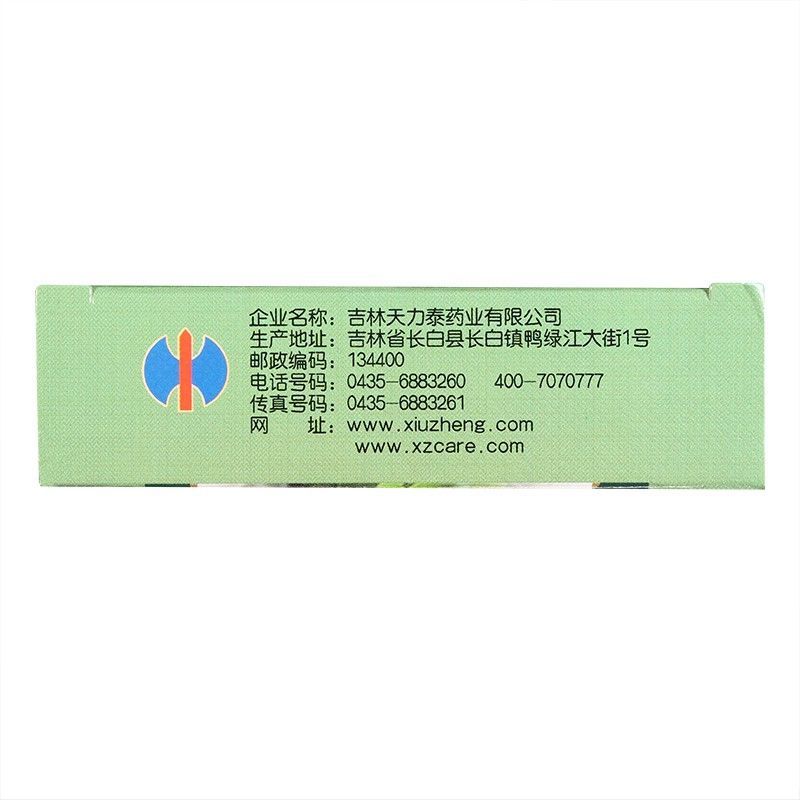 企业名称：吉林天力泰药业有限公司
生产地址：吉林省长白县长白镇鸭绿江大街1号
邮政编码：134400
电话号码：0435-6883260 400-7070777
传真号码：0435-6883261
网 址：www.xiuzheng.com
www.xzcare.com